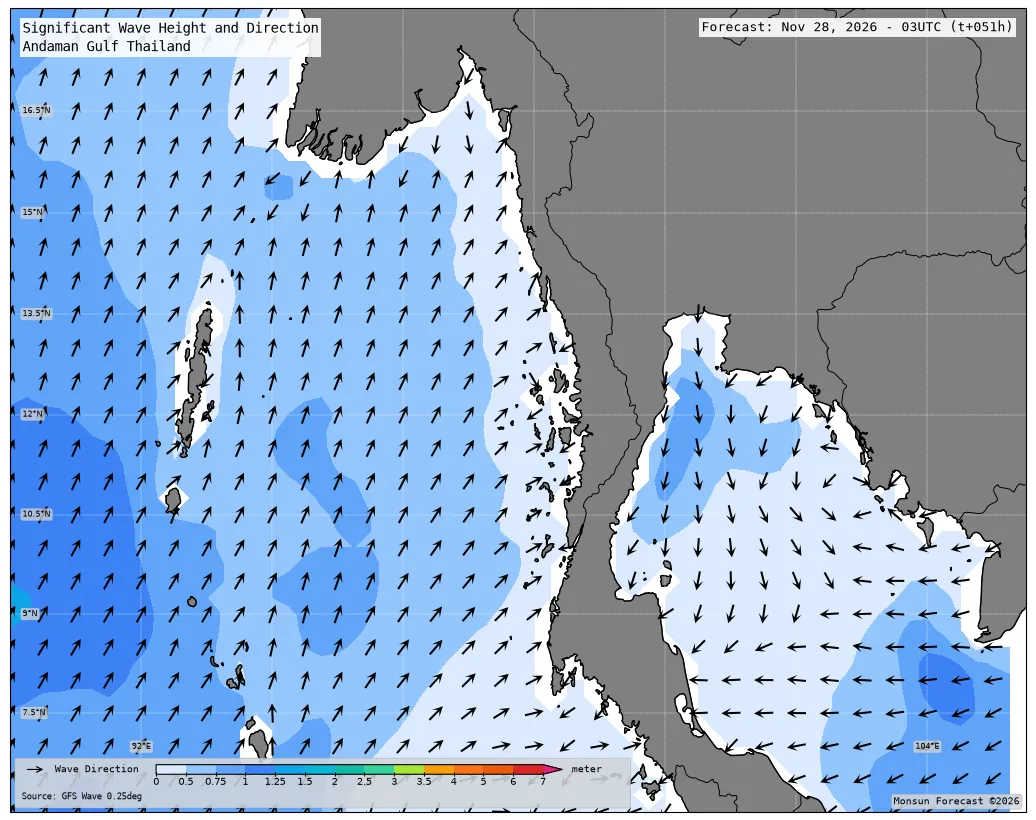 Significant Wave Height and Direction
Andaman Gulf Thailand
Forecast: Nov 28, 2026 - 03UTC (t+051h)
16.5°N
15°N
13.5°N
12°N
10.5°N
9°N
7.5°N
92°E
104°E
Wave Direction
meter
0 0.5 0.75 1 1.25 1.5 2 2.5 3 3.5 4 5 6 7
Source: GFS Wave 0.25deg
Monsun Forecast ©2026